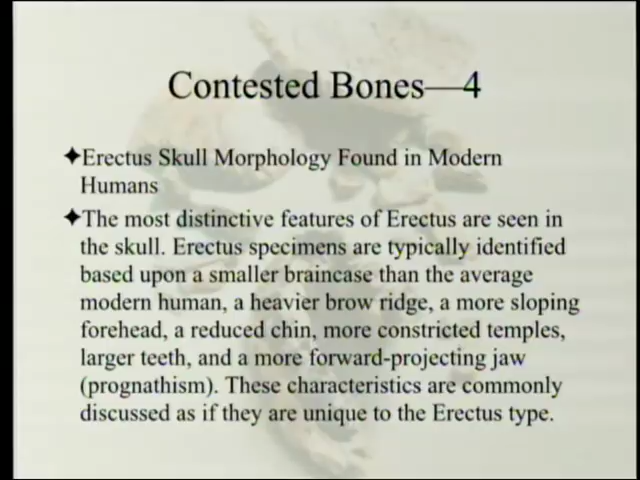 Contested Bones—4
✦Erectus Skull Morphology Found in Modern
Humans
✦The most distinctive features of Erectus are seen in
the skull. Erectus specimens are typically identified
based upon a smaller braincase than the average
modern human, a heavier brow ridge, a more sloping
forehead, a reduced chin, more constricted temples,
larger teeth, and a more forward-projecting jaw
(prognathism). These characteristics are commonly
discussed as if they are unique to the Erectus type.